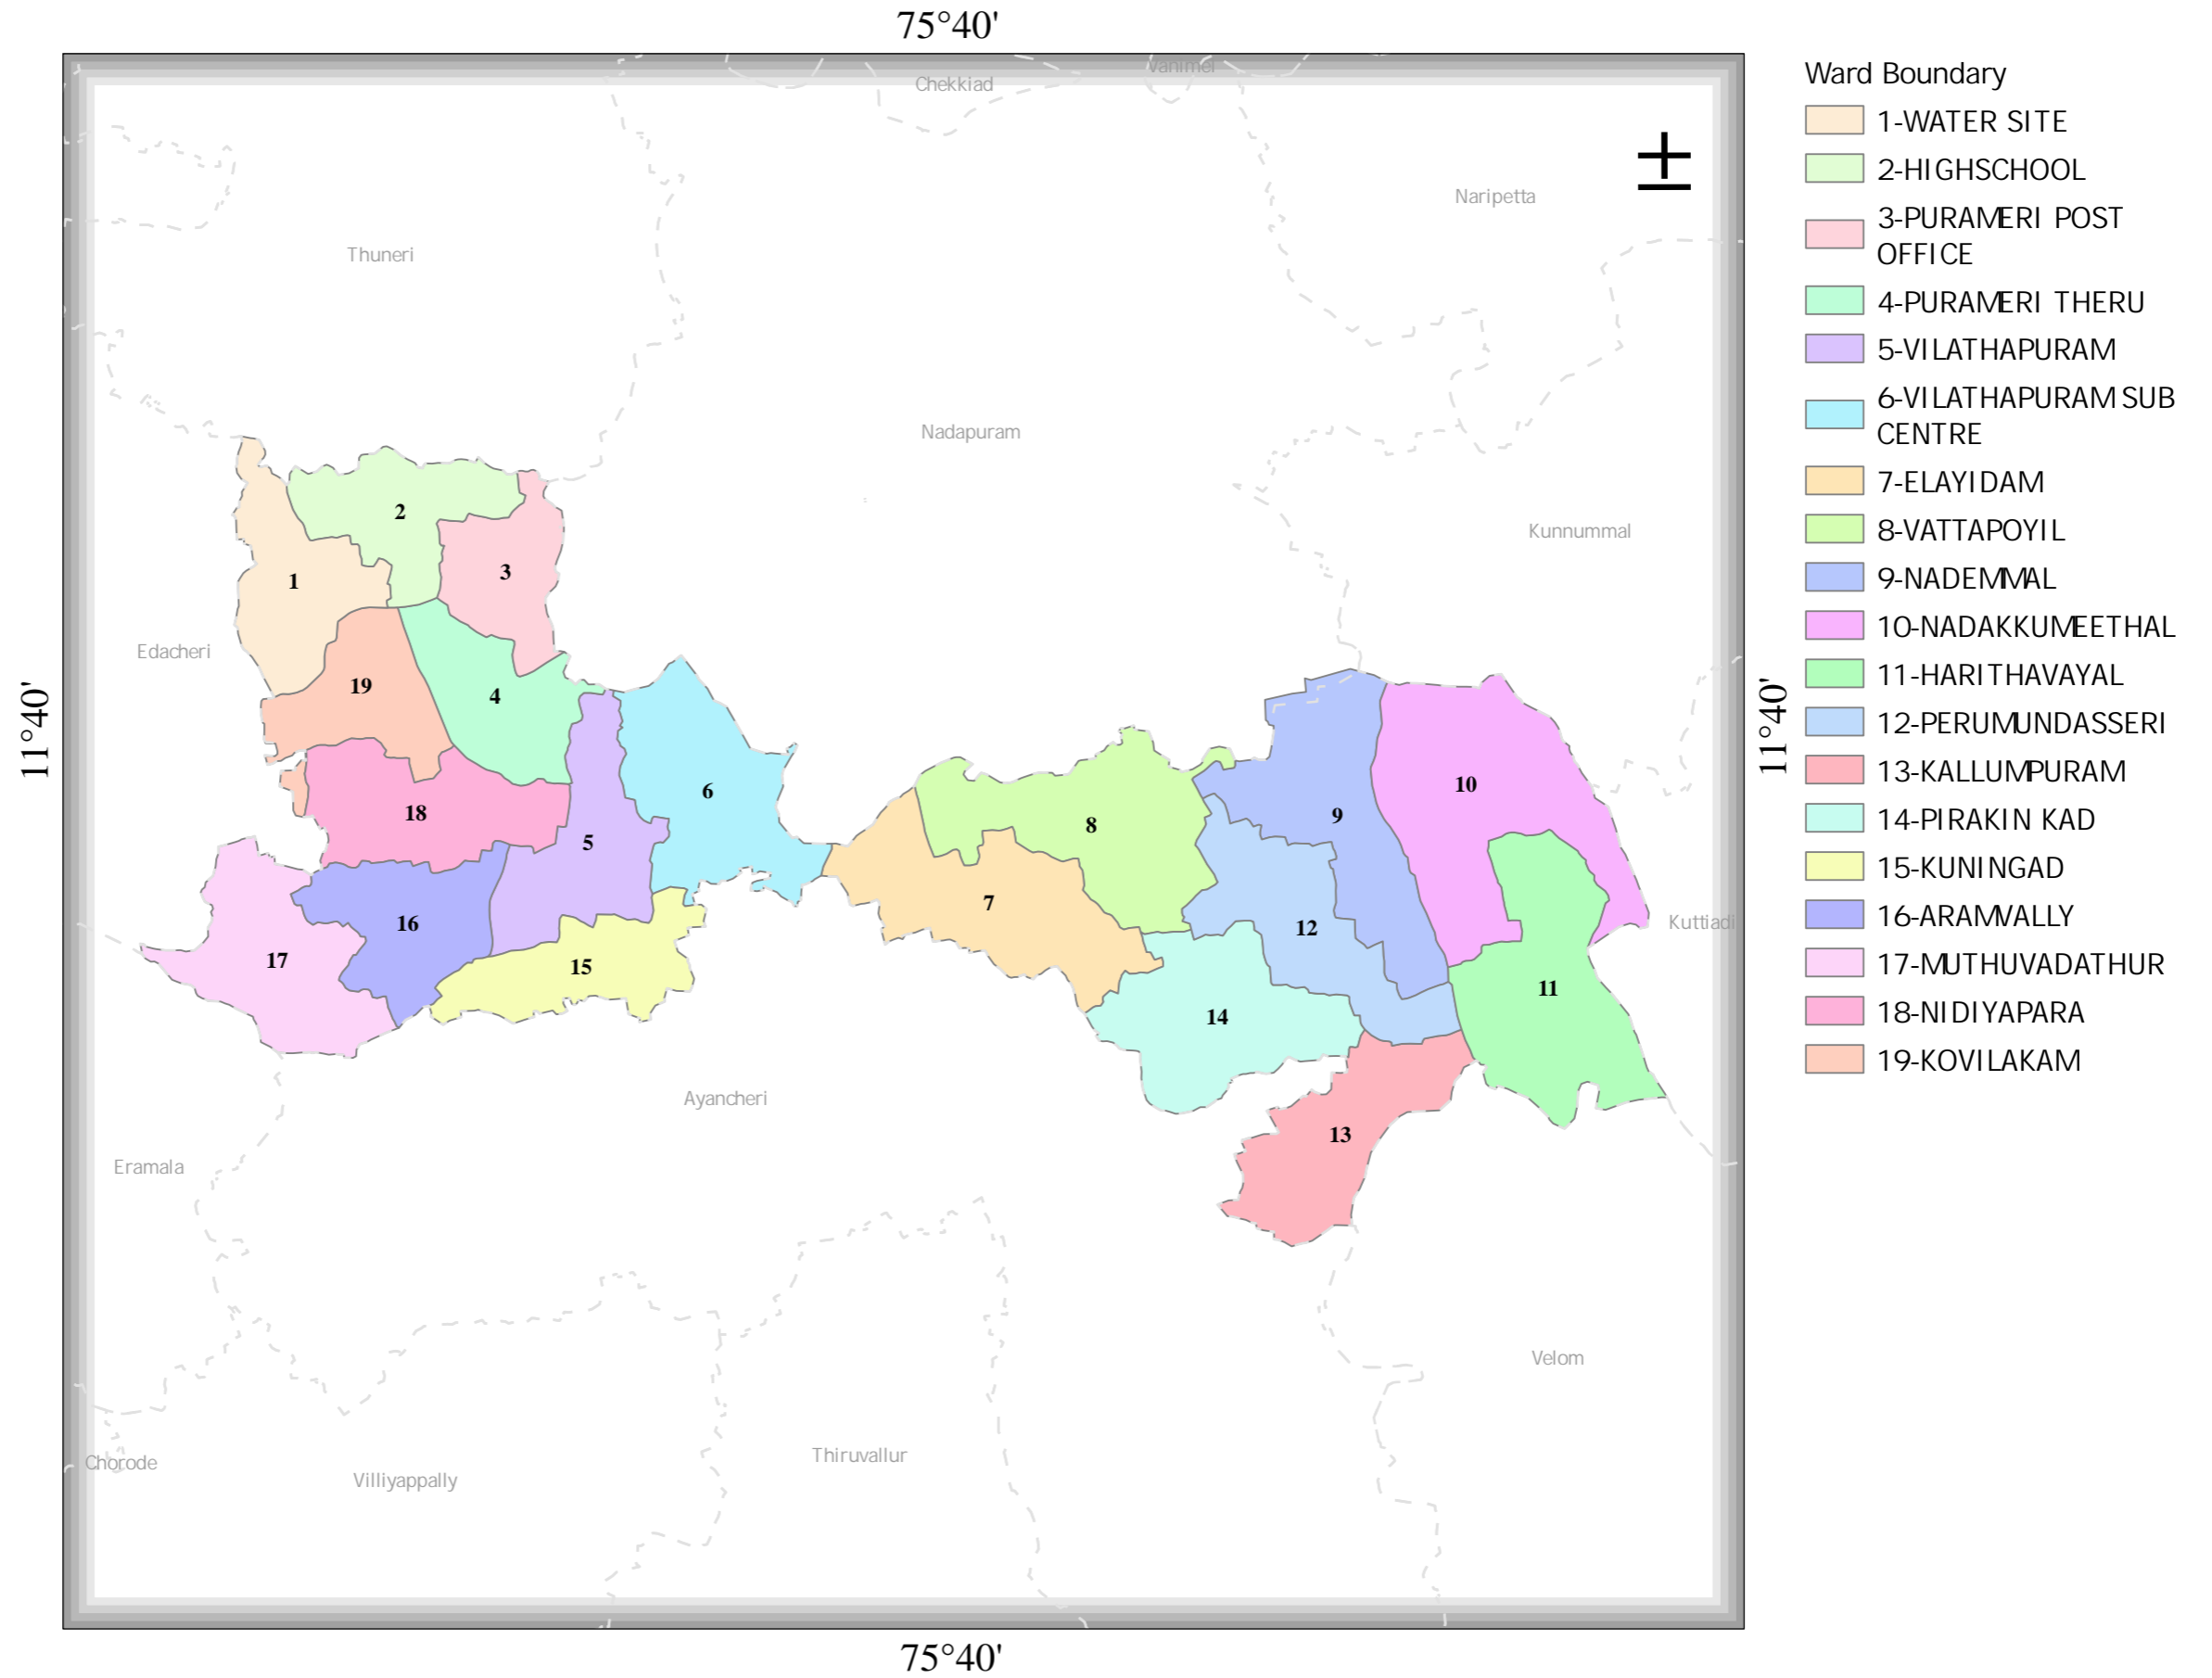 75°40'
Ward Boundary
1-WATER SITE
2-HIGHSCHOOL
3-PURAMERI POST
OFFICE
4-PURAMERI THERU
5-VILATHAPURAM
6-VILATHAPURAM SUB
CENTRE
7-ELAYIDAM
8-VATTAPOYIL
9-NADEMMAL
10-NADAKKUMEETHAL
11-HARITHAVAYAL
12-PERUMUNDASSERI
13-KALLUMPURAM
14-PIRAKIN KAD
15-KUNINGAD
16-ARAMVALLY
17-MUTHUVADATHUR
18-NIDIYAPARA
19-KOVILAKAM
Vanimel
Chekkiad
±
Naripetta
Thuneri
Nadapuram
2
Kunnummal
3
1
Edacheri
19
4
11°40'
11°40'
10
6
18
9
8
5
7
16
Kuttiadi
12
17
15
11
14
Ayancheri
13
Eramala
Velom
Thiruvallur
Chorode
Villiyappally
75°40'